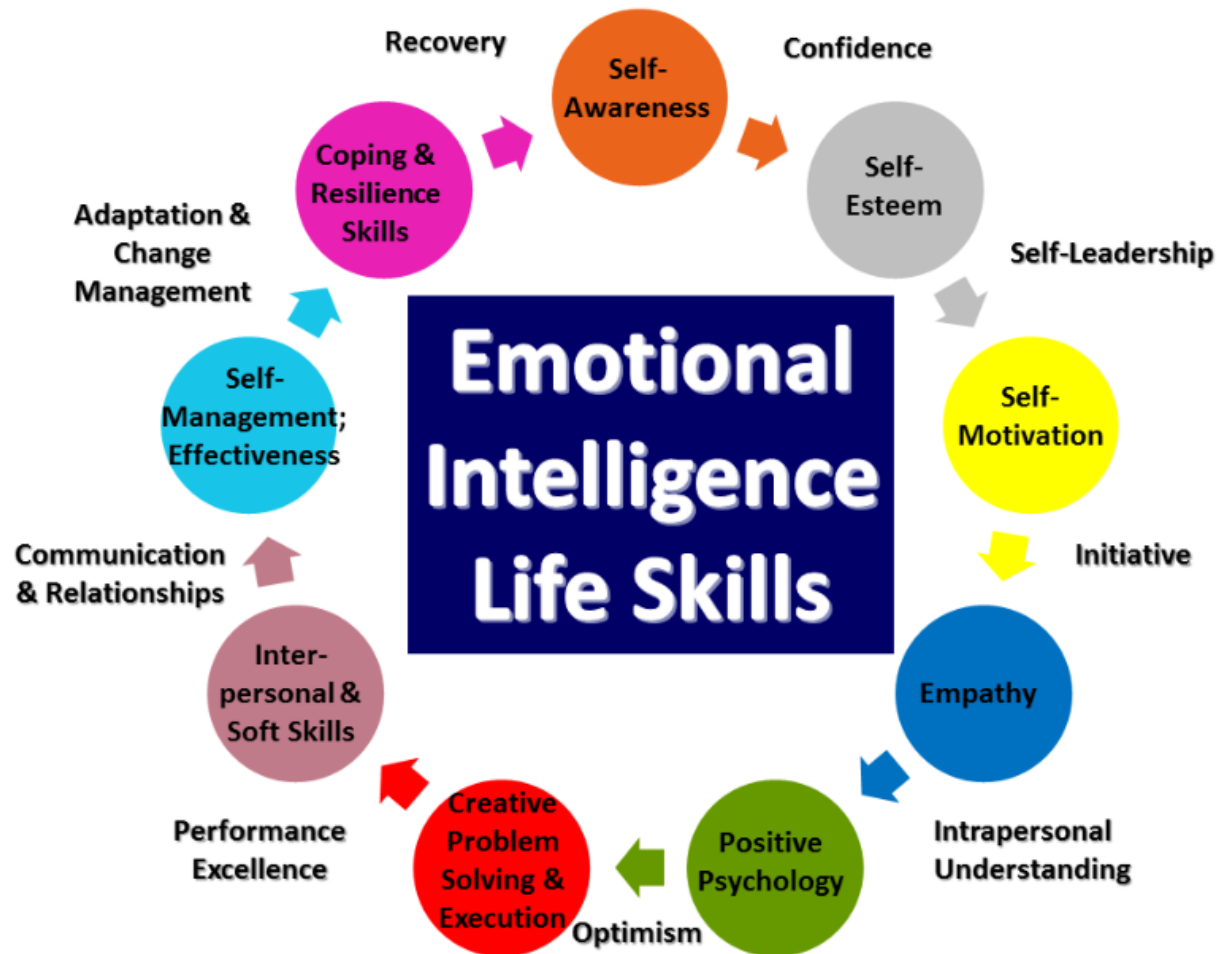 Emotional
Intelligence
Life Skills
Self-
Awareness
Confidence
Self-
Esteem
Self-Leadership
Self-
Motivation
Initiative
Empathy
Intrapersonal
Understanding
Positive
Psychology
Optimism
Creative
Problem
Solving &
Execution
Performance
Excellence
Inter-
personal &
Soft Skills
Communication
& Relationships
Self-
Management;
Effectiveness
Adaptation &
Change
Management
Coping &
Resilience
Skills
Recovery